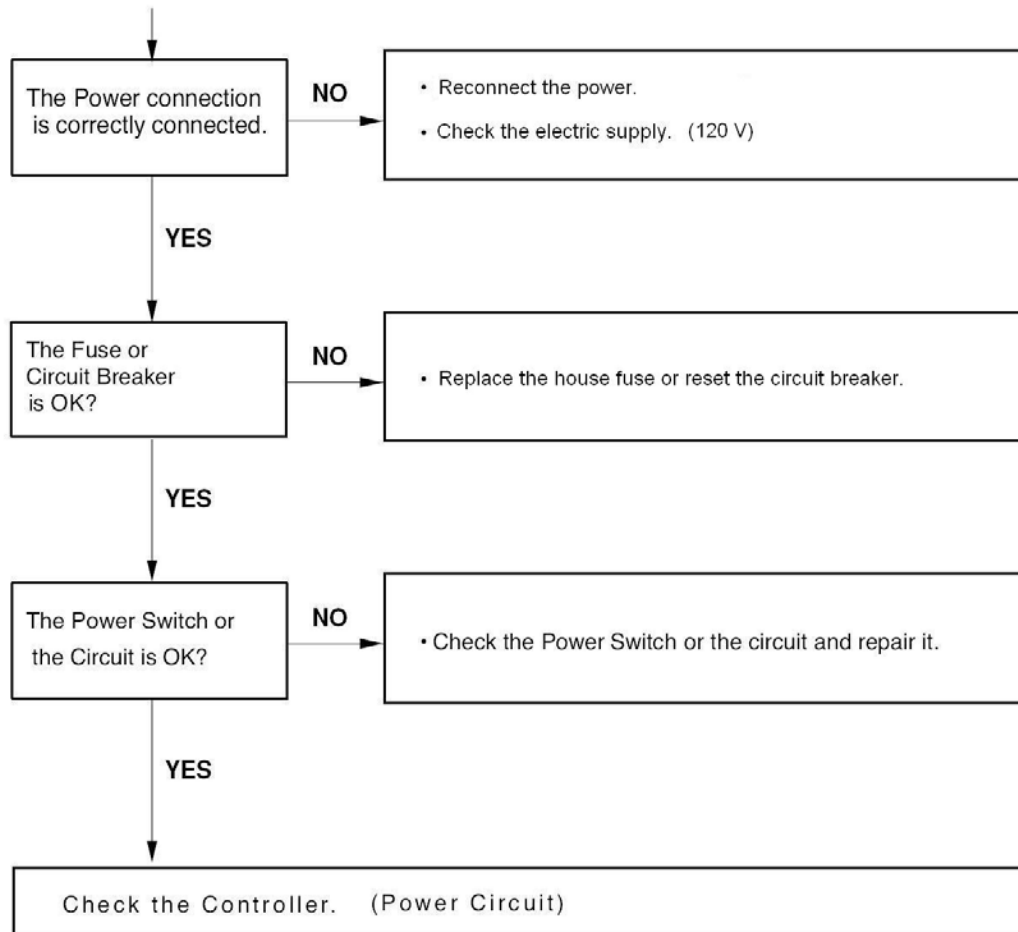 The Power connection
is correctly connected.
NO
• Reconnect the power.
• Check the electric supply. (120 V)
YES
The Fuse or
Circuit Breaker
is OK?
NO
• Replace the house fuse or reset the circuit breaker.
YES
The Power Switch or
the Circuit is OK?
NO
• Check the Power Switch or the circuit and repair it.
YES
Check the Controller. (Power Circuit)